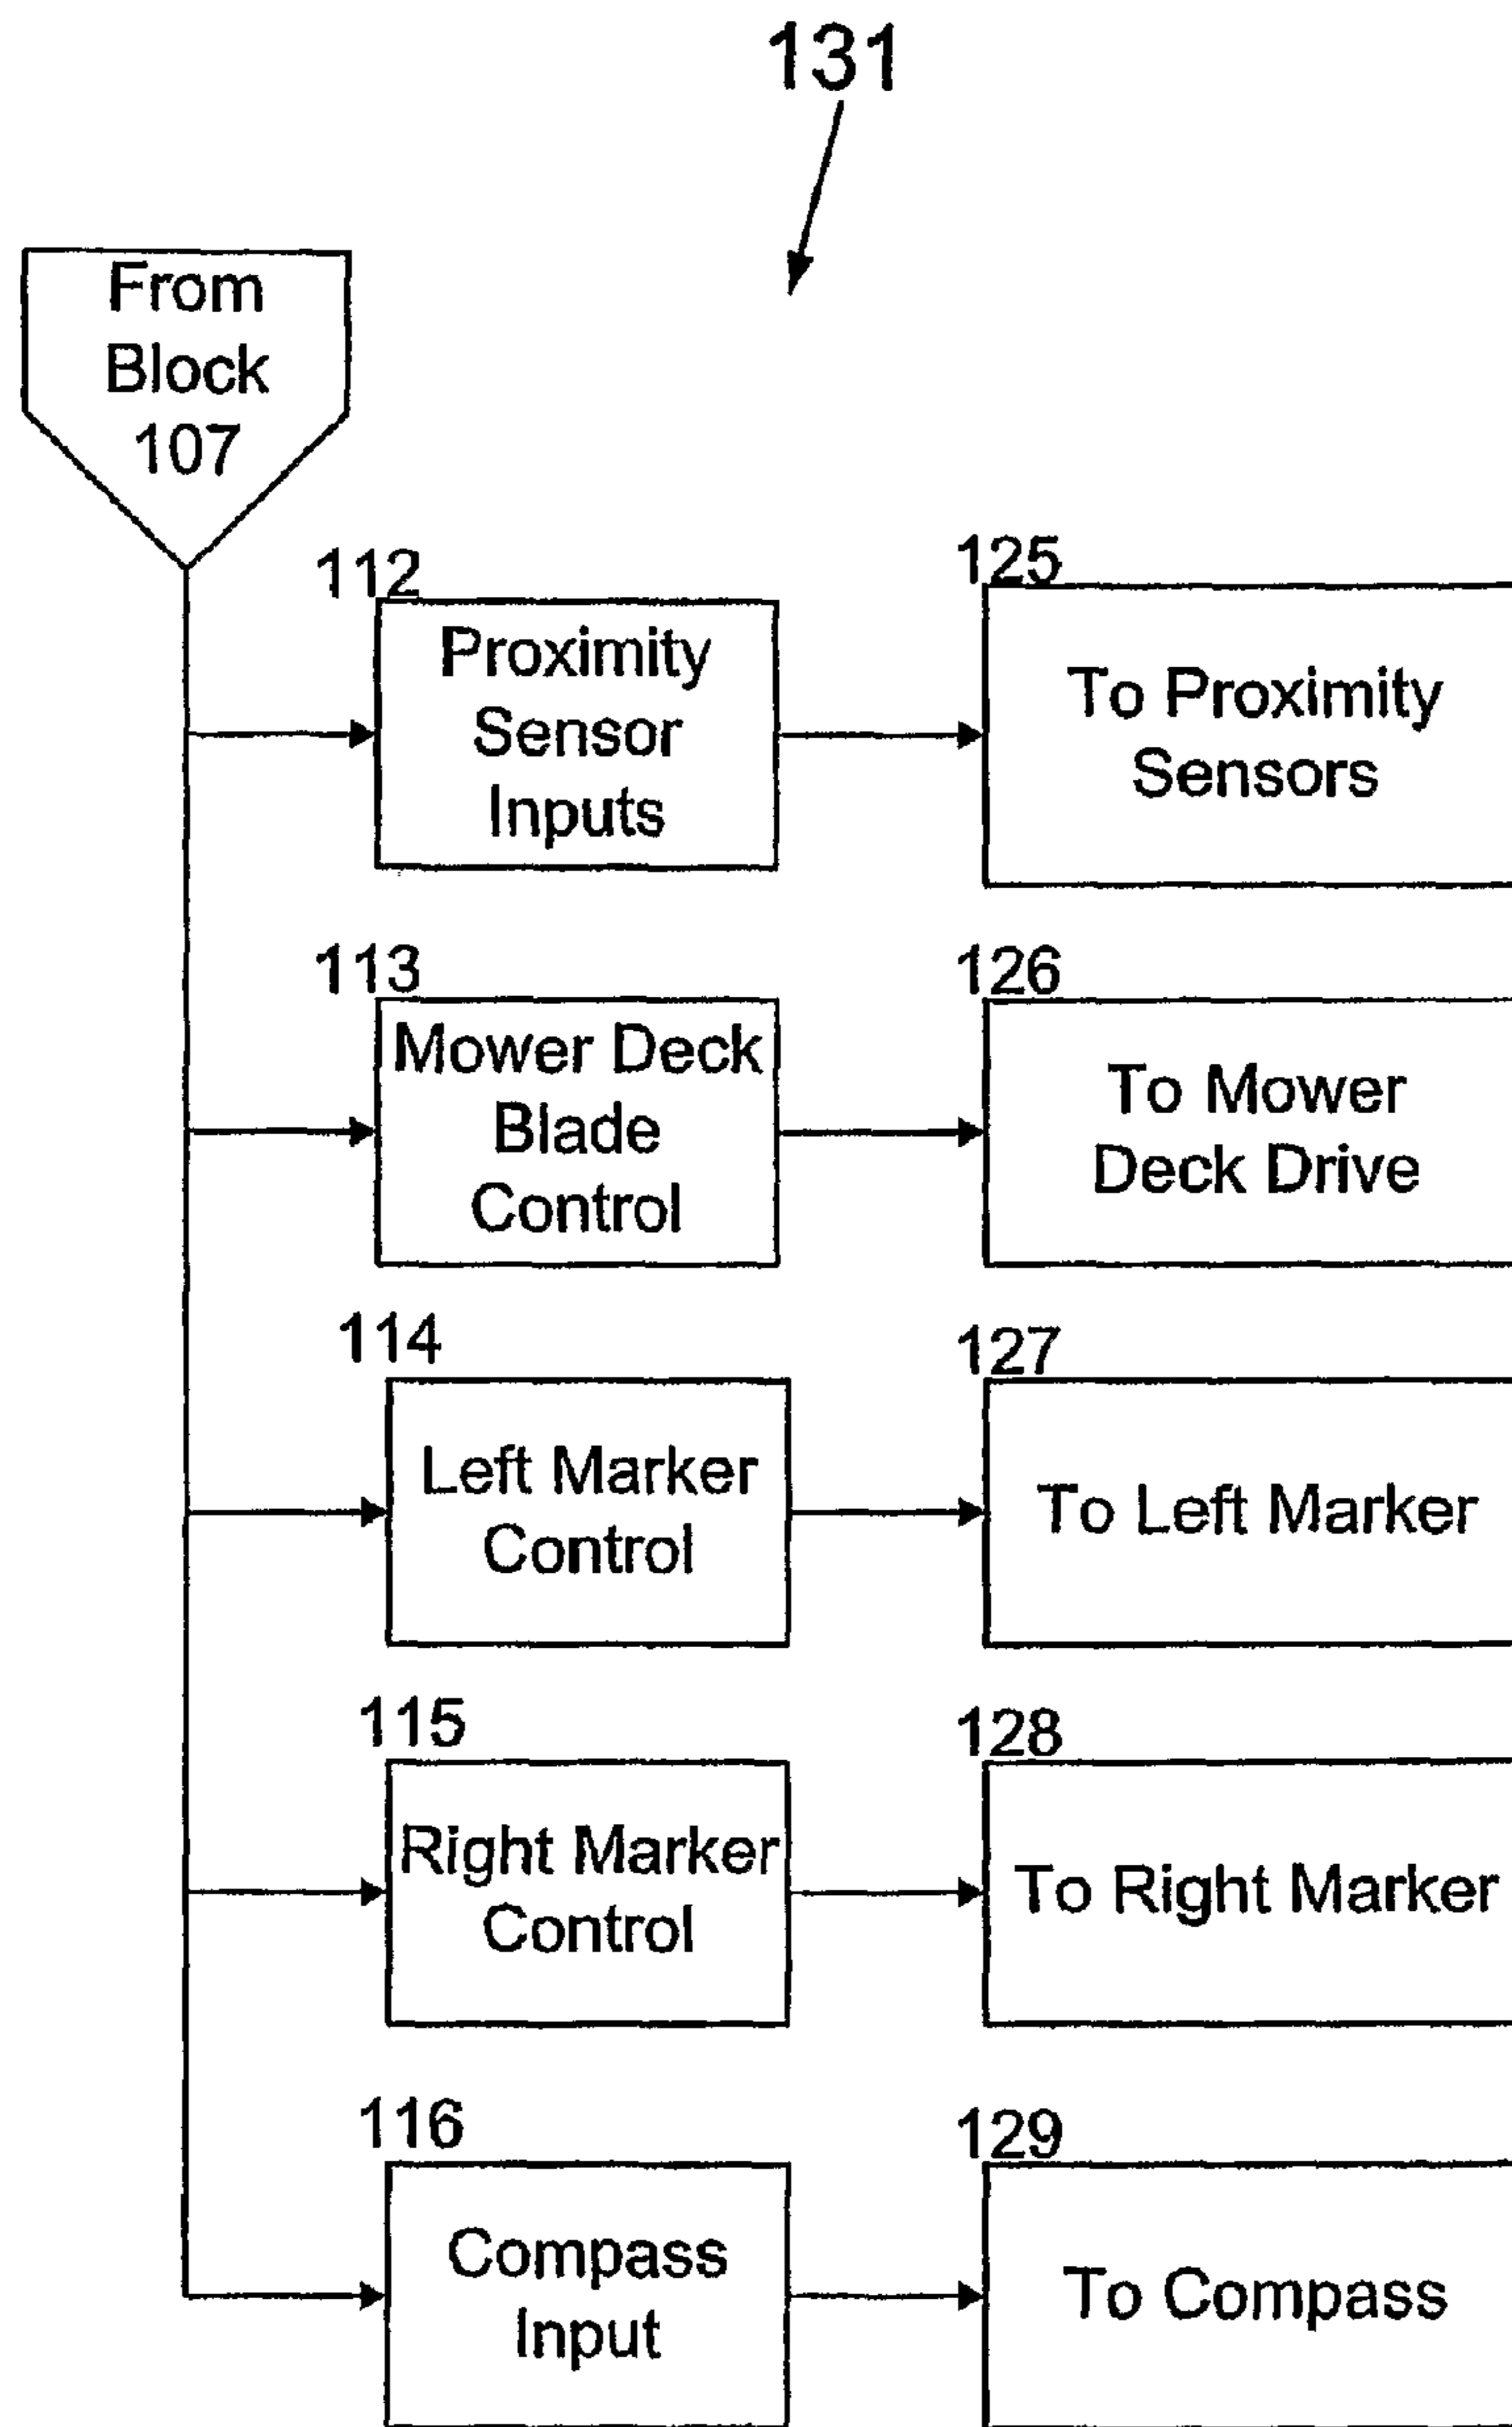 131
From
Block
107
112
Proximity
Sensor
Inputs
125
To Proximity
Sensors
113
Mower Deck
Blade
Control
126
To Mower
Deck Drive
114
Left Marker
Control
127
To Left Marker
115
Right Marker
Control
128
To Right Marker
116
Compass
Input
129
To Compass